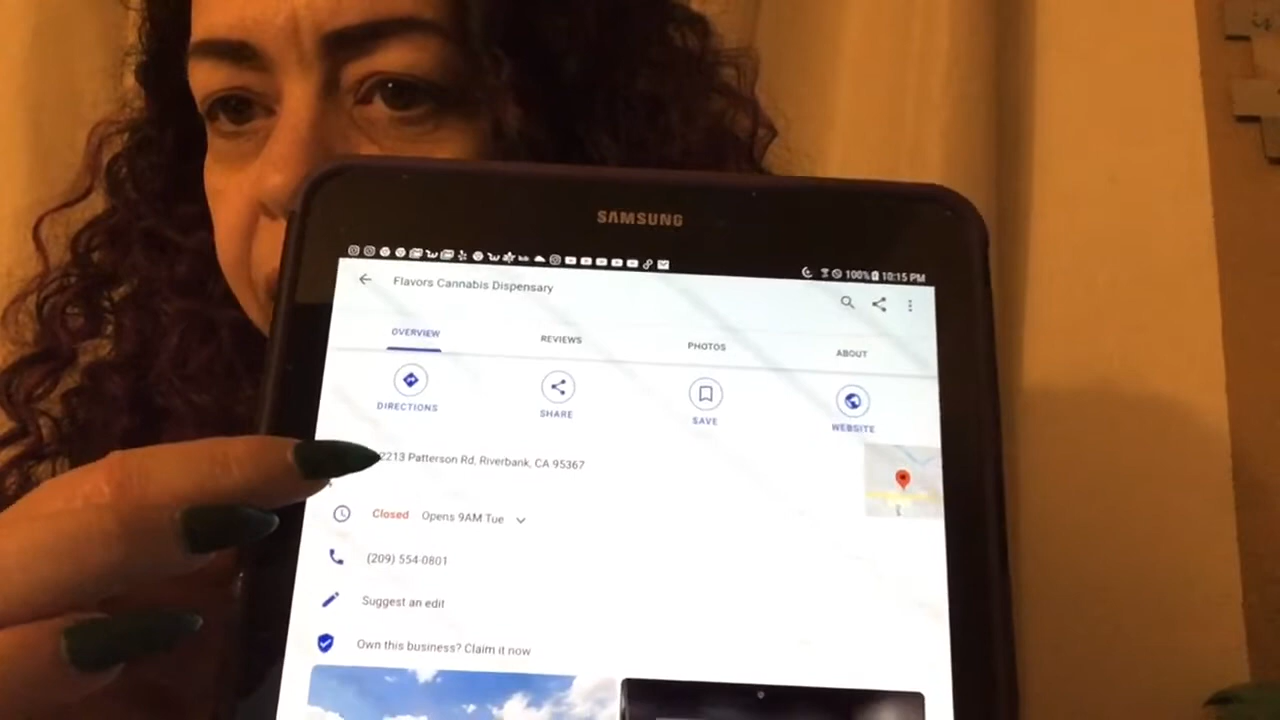 SAMSUNG
100% 10:15 PM
Flavors Cannabis Dispensary
OVERVIEW
REVIEWS
PHOTOS
ABOUT
DIRECTIONS
SHARE
SAVE
WEBSITE
2213 Patterson Rd, Riverbank, CA 95367
Closed Opens 9AM Tue
(209) 554-0801
Suggest an edit
Own this business? Claim it now